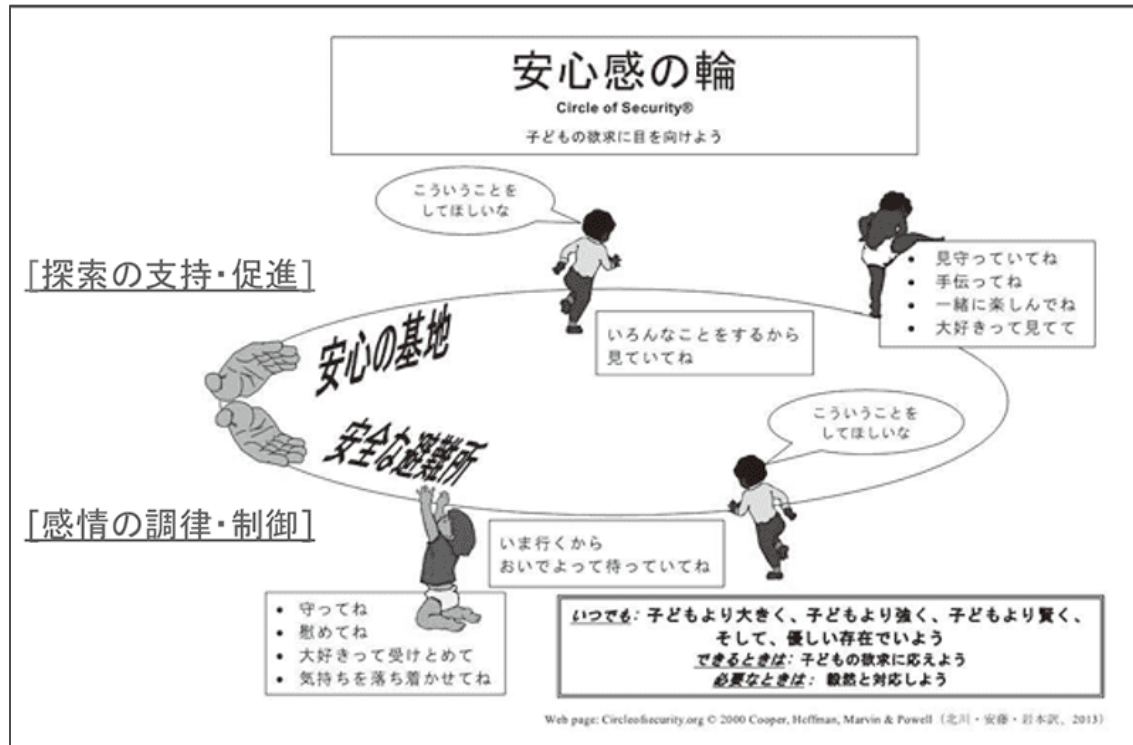 安心感の輪
Circle of Security®
子どもの欲求に目を向けよう
こういうことを
してほしいな
[探索の支持・促進]
• 見守っていてね
• 手伝ってね
• 一緒に楽しんでね
• 大好きって見てて
いろんなことをするから
見ていてね
安心の基地
安全な避難所
こういうことを
してほしいな
[感情の調律・制御]
いま行くから
おいでよって待っていてね
• 守ってね
• 慰めてね
• 大好きって受けとめて
• 気持ちを落ち着かせてね
いつでも: 子どもより大きく、子どもより強く、子どもより賢く、
そして、優しい存在でいよう
できるときは: 子どもの欲求に応えよう
必要なときは: 毅然と対応しよう
Web page: Circleofsecurity.org © 2000 Cooper, Hoffman, Marvin & Powell (北川・安藤・岩本訳, 2013)